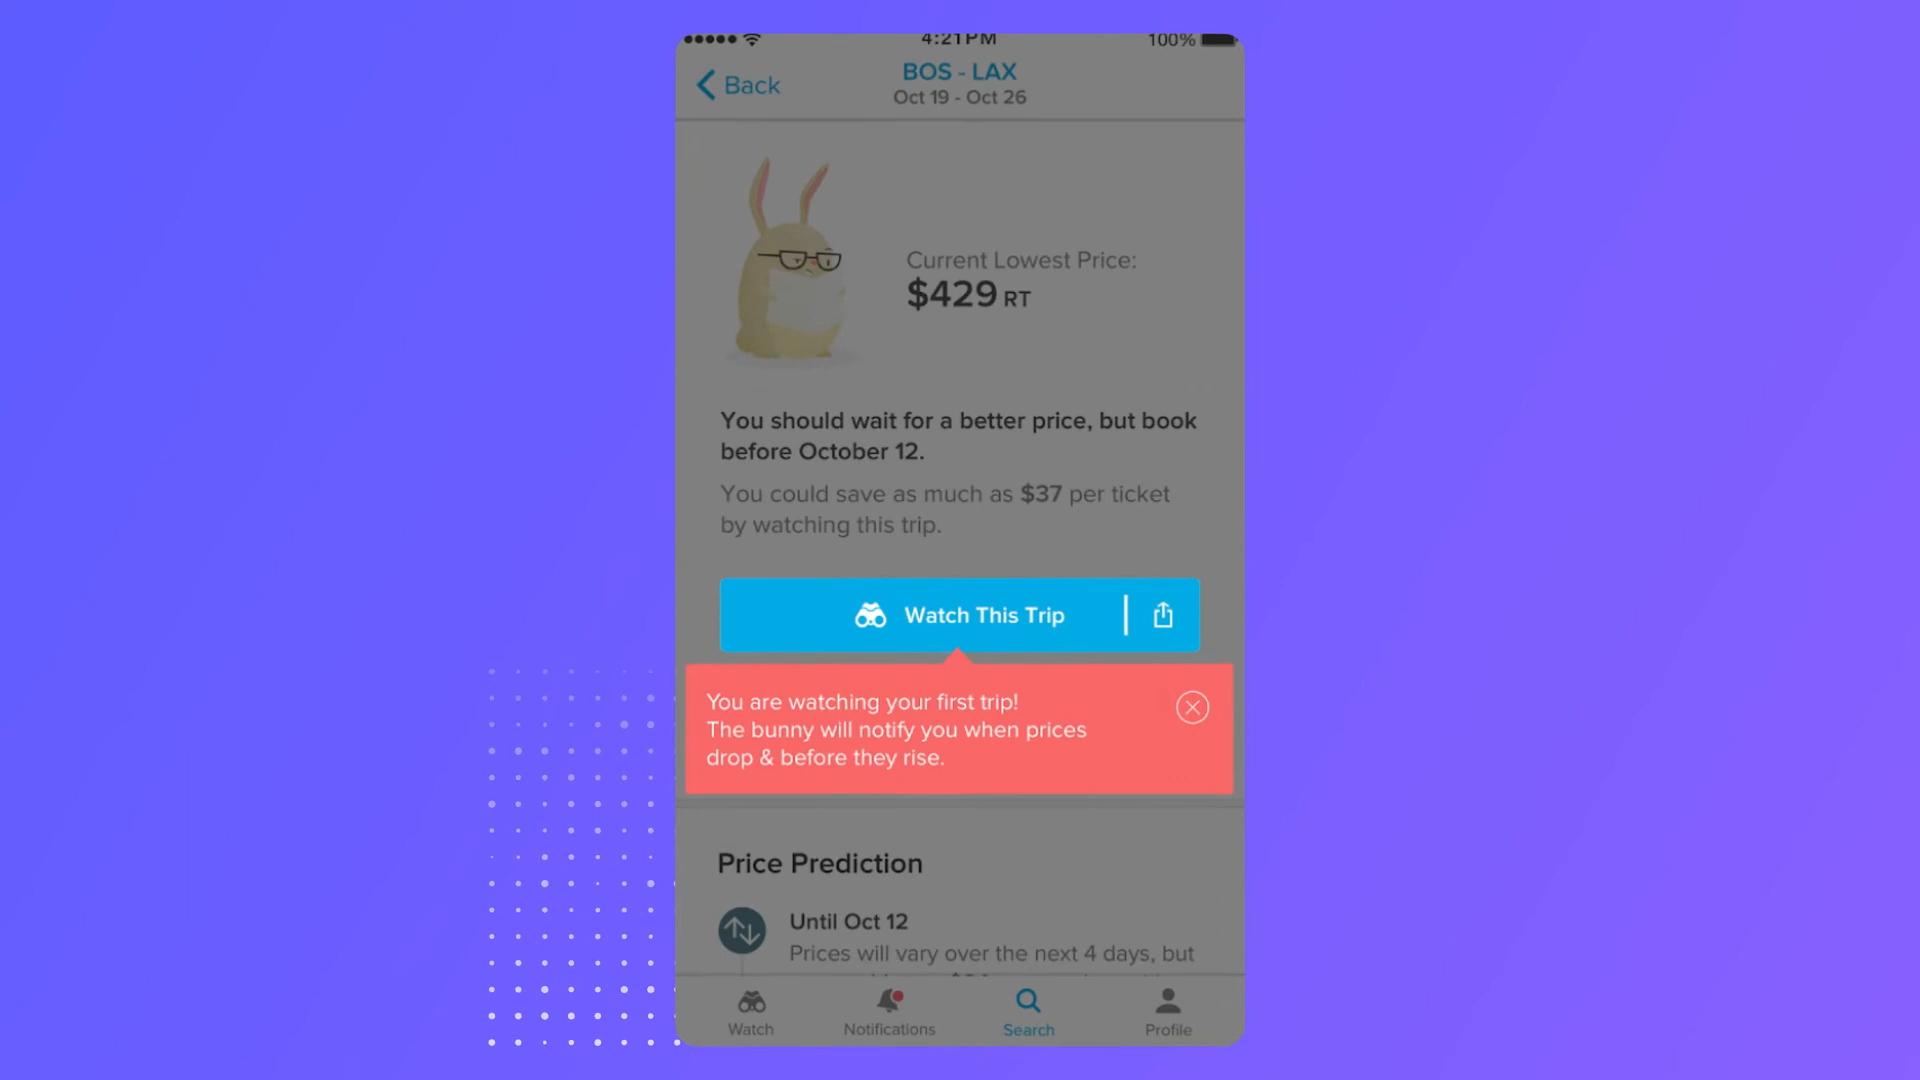 4:21PM
100%
Back
BOS - LAX
Oct 19 - Oct 26
Current Lowest Price:
$429 RT
You should wait for a better price, but book
before October 12.
You could save as much as $37 per ticket
by watching this trip.
Watch This Trip
You are watching your first trip!
The bunny will notify you when prices
drop & before they rise.
Price Prediction
Until Oct 12
Prices will vary over the next 4 days, but
Watch
Notifications
Search
Profile